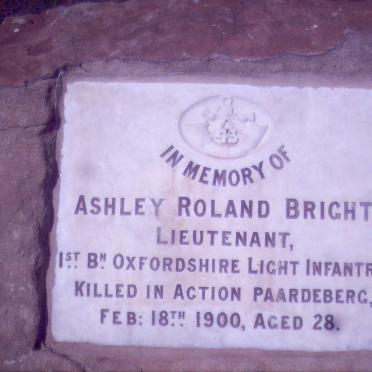 IN MEMORY OF
ASHLEY ROLAND BRIGHT
LIEUTENANT,
1ST BN OXFORDSHIRE LIGHT INFANTR
KILLED IN ACTION PAARDEBERG,
FEB: 18TH 1900, AGED 28.